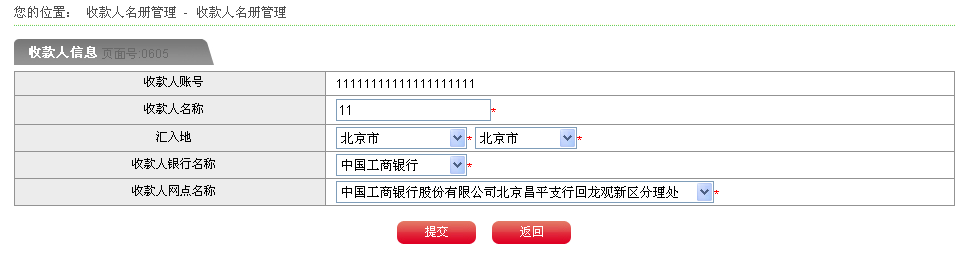 您的位置： 收款人名册管理 - 收款人名册管理
收款人信息 页面号:0605
收款人账号 11111111111111111111
收款人名称 11 *
汇入地 北京市 * 北京市 *
收款人银行名称 中国工商银行 *
收款人网点名称 中国工商银行股份有限公司北京昌平支行回龙观新区分理处 *
提交 返回